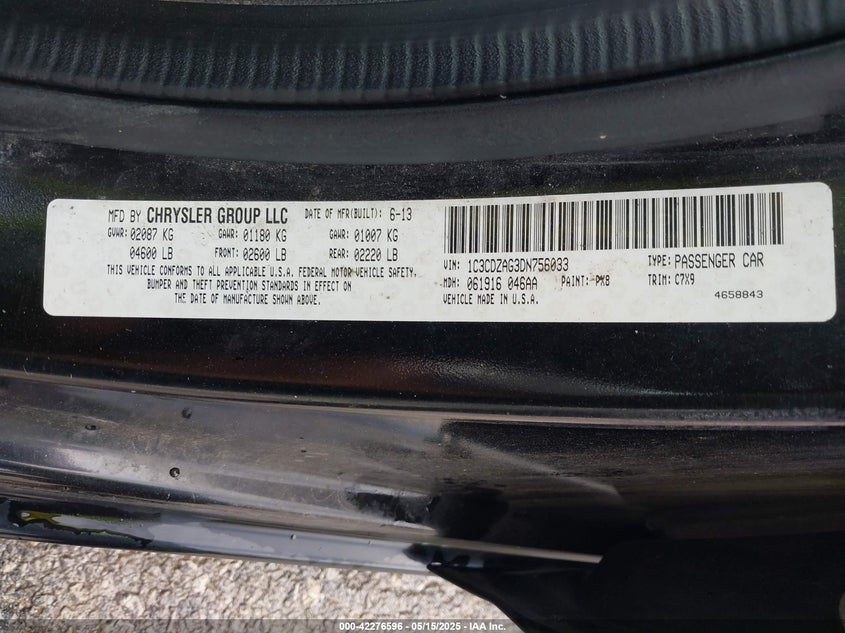 MFD BY CHRYSLER GROUP LLC DATE OF MFR(BUILT): 6-13
GVWR: 02087 KG GAWR: 01180 KG GAWR: 01007 KG
04600 LB FRONT: 02600 LB REAR: 02220 LB
THIS VEHICLE CONFORMS TO ALL APPLICABLE U.S.A. FEDERAL MOTOR VEHICLE SAFETY,
BUMPER AND THEFT PREVENTION STANDARDS IN EFFECT ON
THE DATE OF MANUFACTURE SHOWN ABOVE.
VIN: 1C3CDZAG3DN756033 TYPE: PASSENGER CAR
MDH: 061916 046AA PAINT: PX8 TRIM: C7X9
VEHICLE MADE IN U.S.A. 4658843
000-42276596 - 05/15/2025 - IAA Inc.